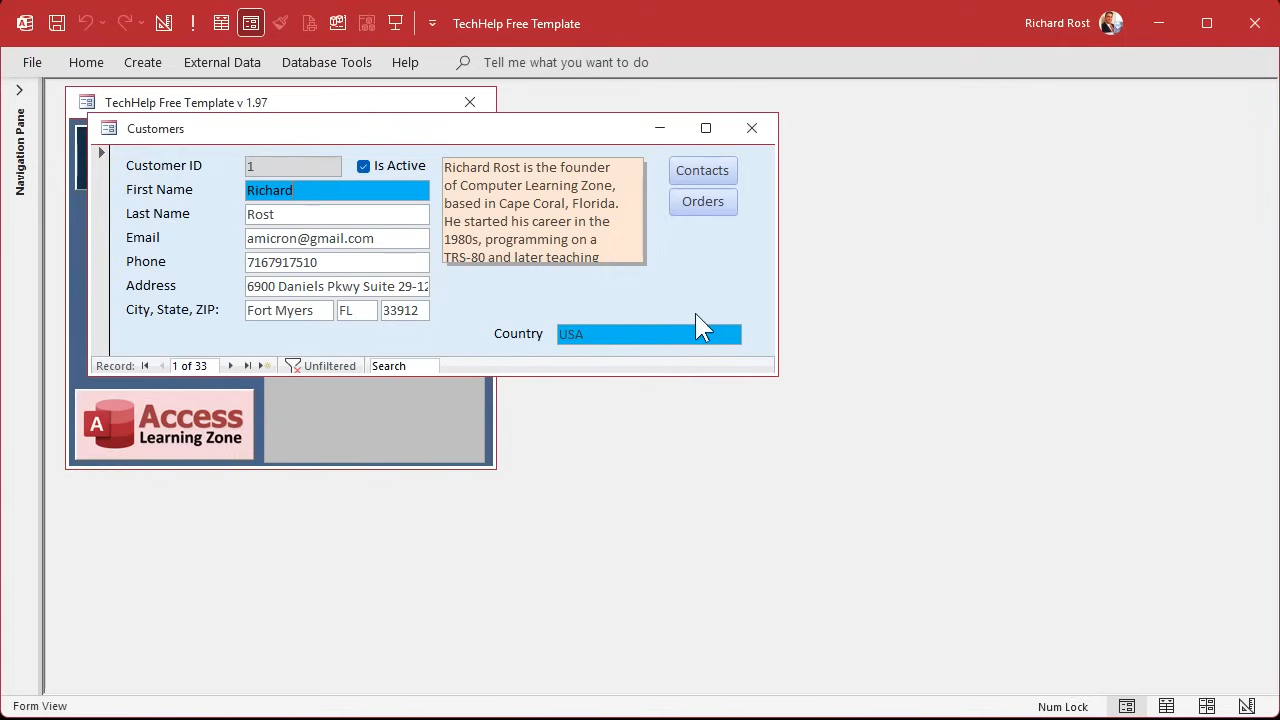 TechHelp Free Template
Richard Rost
File Home Create External Data Database Tools Help Tell me what you want to do
Navigation Pane
TechHelp Free Template v 1.97
Customers
Customer ID 1 Is Active
First Name Richard
Last Name Rost
Email amicron@gmail.com
Phone 7167917510
Address 6900 Daniels Pkwy Suite 29-12
City, State, ZIP: Fort Myers FL 33912
Richard Rost is the founder
of Computer Learning Zone,
based in Cape Coral, Florida.
He started his career in the
1980s, programming on a
TRS-80 and later teaching
Contacts
Orders
Country USA
Record: 1 of 33 Unfiltered Search
A Access
Learning Zone
Form View
Num Lock